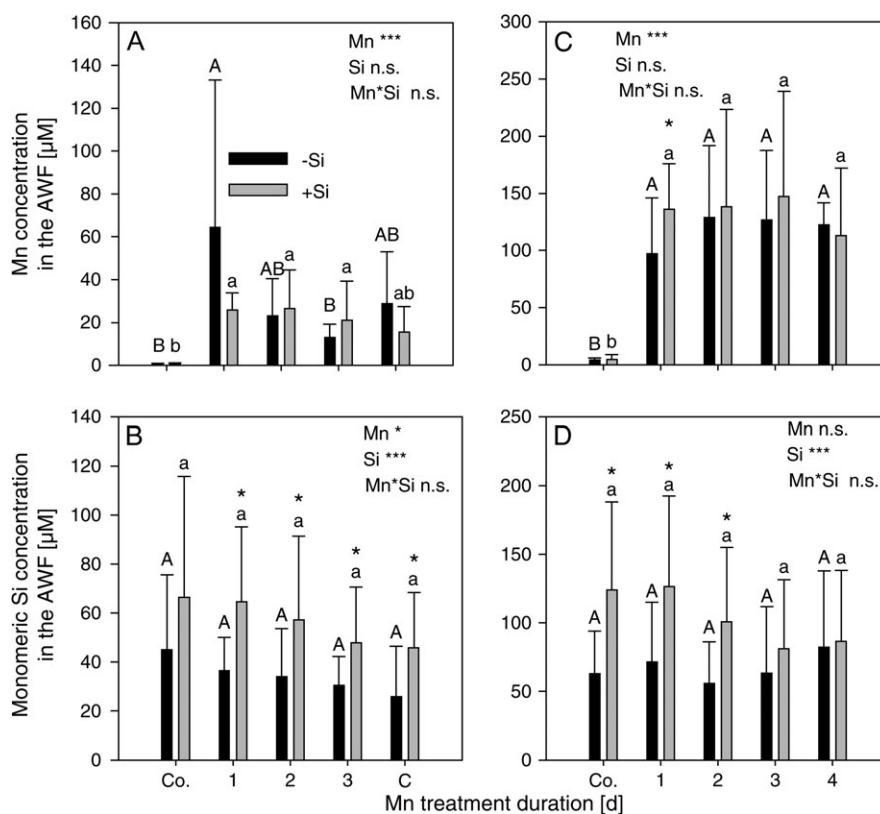 A
Mn ***
Si n.s.
Mn*Si n.s.
-Si
+Si
Mn concentration
in the AWF [µM]
160
140
120
100
80
60
40
20
0
B b
A
a
AB
a
B
a
AB
ab
C
Mn ***
Si n.s.
Mn*Si n.s.
300
250
200
150
100
50
0
B b
A
*
a
A
a
A
a
A
a
B
Mn *
Si ***
Mn*Si n.s.
Monomeric Si concentration
in the AWF [µM]
140
120
100
80
60
40
20
0
A
a
A
*
a
A
*
a
A
*
a
A
*
a
Co. 1 2 3 C
D
Mn n.s.
Si ***
Mn*Si n.s.
250
200
150
100
50
0
A
*
a
A
*
a
A
*
a
A
a
A
a
Co. 1 2 3 4
Mn treatment duration [d]